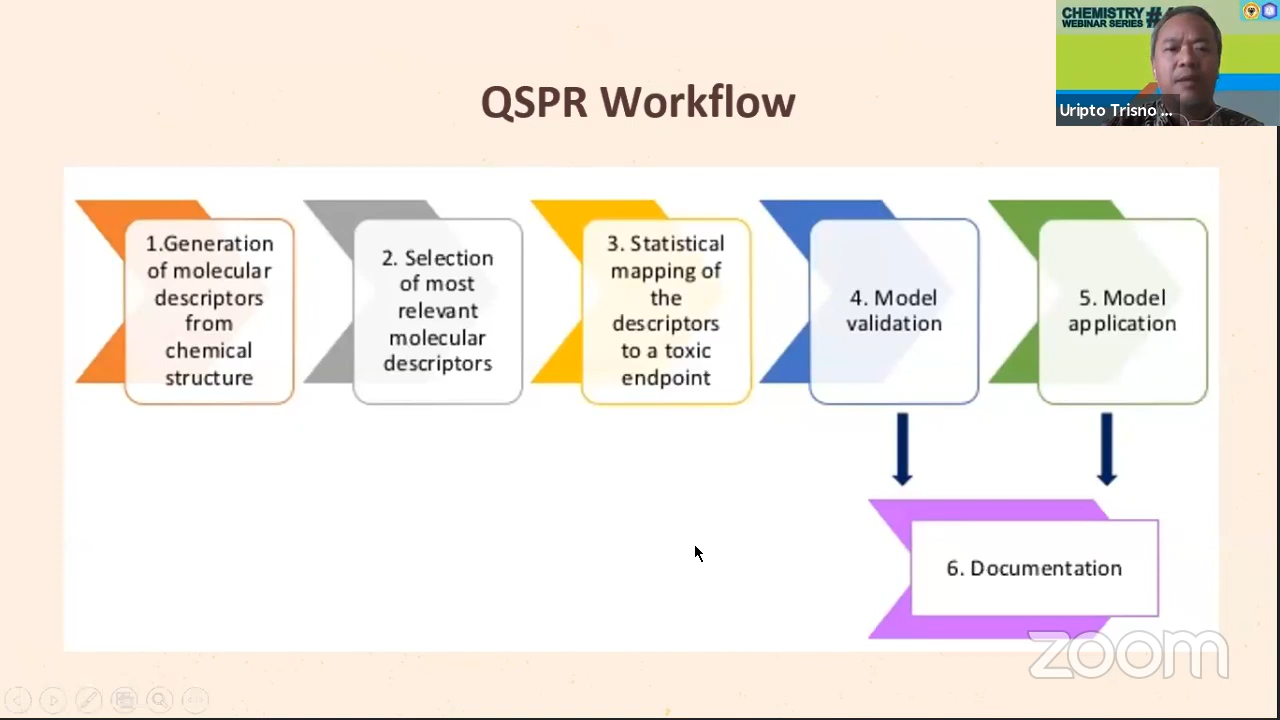 CHEMISTRY
WEBINAR SERIES
Uripto Trisno ...
QSPR Workflow
1.Generation
of molecular
descriptors
from
chemical
structure
2. Selection
of most
relevant
molecular
descriptors
3. Statistical
mapping of
the
descriptors
to a toxic
endpoint
4. Model
validation
5. Model
application
6. Documentation
zoom